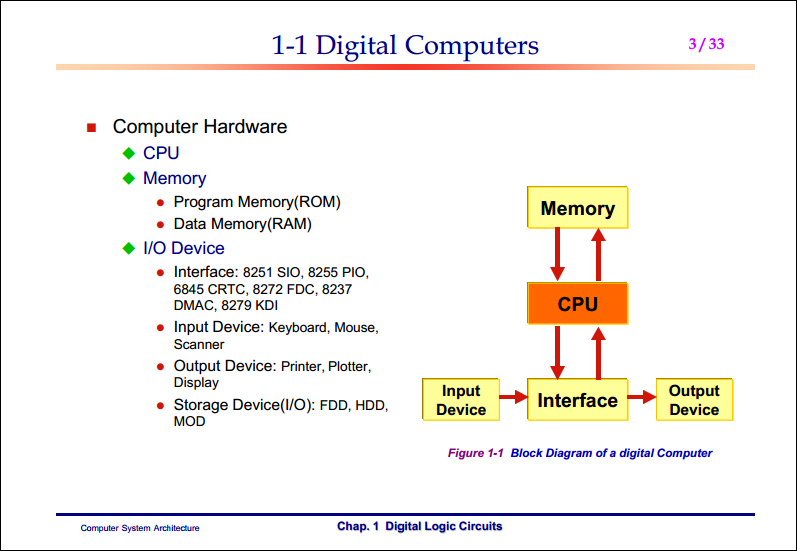 1-1 Digital Computers
3 / 33
Computer Hardware
CPU
Memory
Program Memory(ROM)
Data Memory(RAM)
I/O Device
Interface: 8251 SIO, 8255 PIO,
6845 CRTC, 8272 FDC, 8237
DMAC, 8279 KDI
Input Device: Keyboard, Mouse,
Scanner
Output Device: Printer, Plotter,
Display
Storage Device(I/O): FDD, HDD,
MOD
Memory
CPU
Input
Device
Interface
Output
Device
Figure 1-1 Block Diagram of a digital Computer
Computer System Architecture
Chap. 1 Digital Logic Circuits